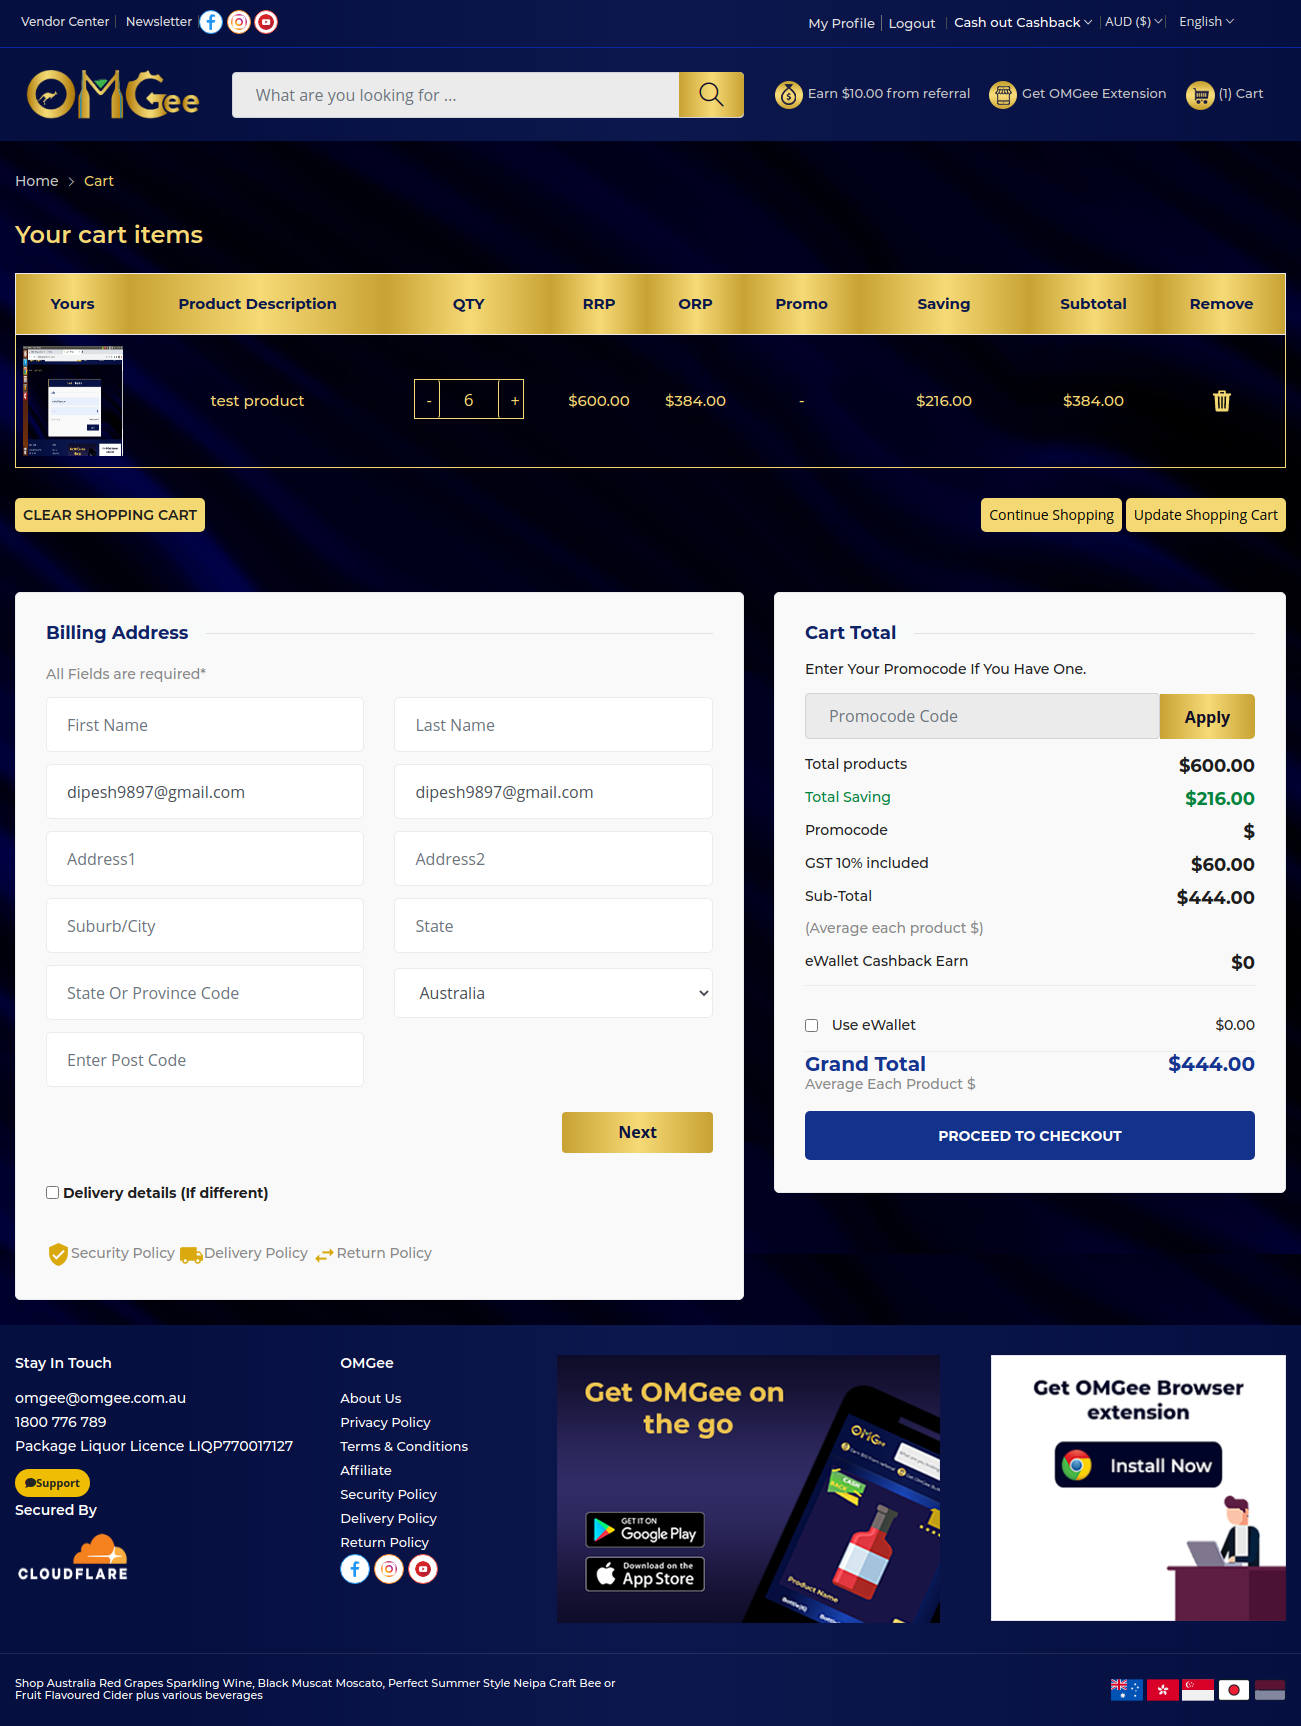 Vendor Center
Newsletter
My Profile
Logout
Cash out Cashback
AUD ($)
English
OMGee
What are you looking for ...
Earn $10.00 from referral
Get OMGee Extension
(1) Cart
Home > Cart
Your cart items
Yours Product Description QTY RRP ORP Promo Saving Subtotal Remove
test product - 6 + $600.00 $384.00 - $216.00 $384.00
CLEAR SHOPPING CART
Continue Shopping
Update Shopping Cart
Billing Address
All Fields are required*
First Name
Last Name
dipesh9897@gmail.com
dipesh9897@gmail.com
Address1
Address2
Suburb/City
State
State Or Province Code
Australia
Enter Post Code
Next
Delivery details (If different)
Security Policy
Delivery Policy
Return Policy
Cart Total
Enter Your Promocode If You Have One.
Promocode Code
Apply
Total products $600.00
Total Saving $216.00
Promocode $
GST 10% included $60.00
Sub-Total $444.00
(Average each product $)
eWallet Cashback Earn $0
Use eWallet $0.00
Grand Total $444.00
Average Each Product $
PROCEED TO CHECKOUT
Stay In Touch
omgee@omgee.com.au
1800 776 789
Package Liquor Licence LIQP770017127
Support
Secured By
CLOUDFLARE
OMGee
About Us
Privacy Policy
Terms & Conditions
Affiliate
Security Policy
Delivery Policy
Return Policy
Get OMGee on
the go
GET IT ON
Google Play
Download on the
App Store
OMGee
CASH
BACK
Product Name
Get OMGee Browser
extension
Install Now
Shop Australia Red Grapes Sparkling Wine, Black Muscat Moscato, Perfect Summer Style Neipa Craft Bee or
Fruit Flavoured Cider plus various beverages